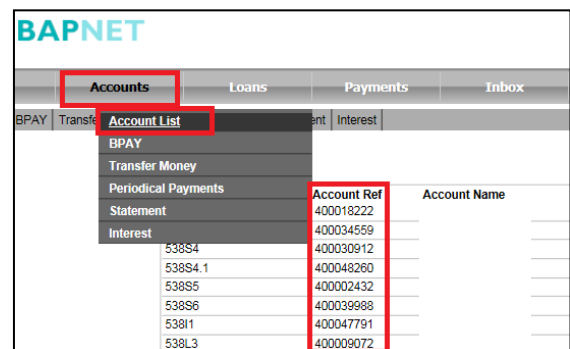 BAPNET
Accounts Loans Payments Inbox
BPAY Transfe Account List ent Interest
BPAY
Transfer Money
Periodical Payments
Account Ref Account Name
Statement 400018222
Interest 400034559
538S4 400030912
538S4.1 400048260
538S5 400002432
538S6 400039988
538I1 400047791
538L3 400009072